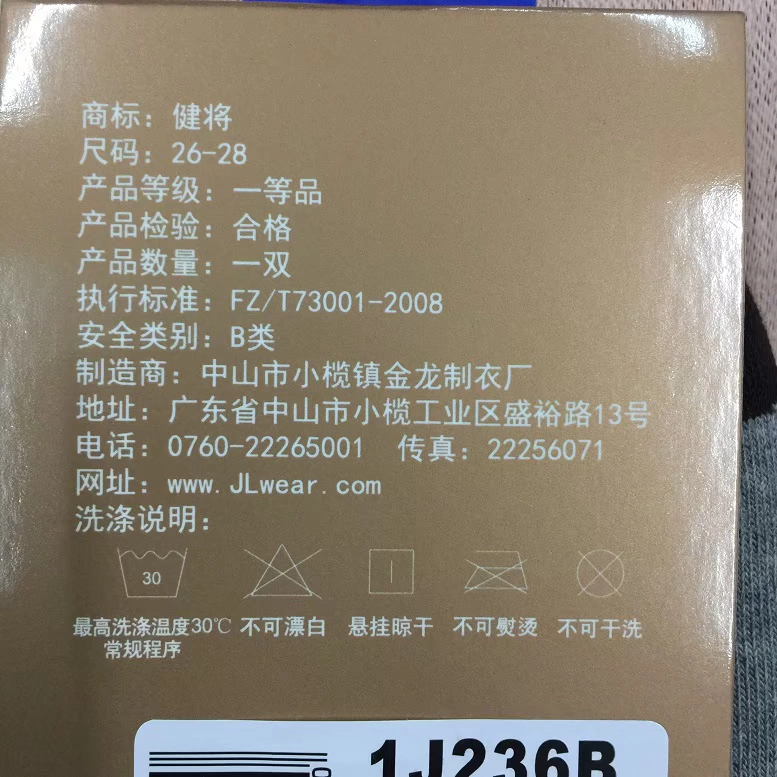 商标：健将
尺码：26-28
产品等级：一等品
产品检验：合格
产品数量：一双
执行标准：FZ/T73001-2008
安全类别：B类
制造商：中山市小榄镇金龙制衣厂
地址：广东省中山市小榄工业区盛裕路13号
电话：0760-22265001 传真：22256071
网址：www.JLwear.com
洗涤说明：
30
最高洗涤温度30℃ 不可漂白 悬挂晾干 不可熨烫 不可干洗
常规程序
1J236B